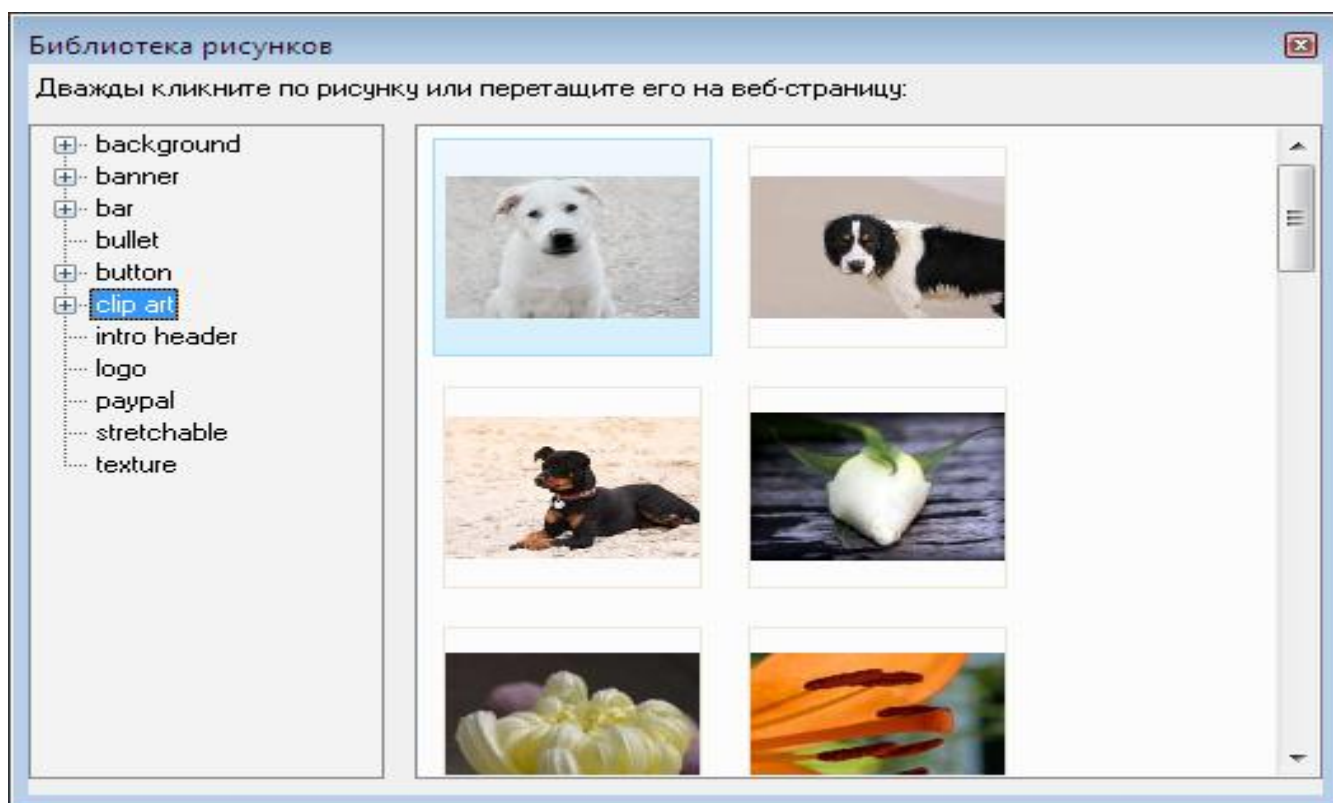 Библиотека рисунков
Дважды кликните по рисунку или перетащите его на веб-страницу:
background
banner
bar
bullet
button
clip art
intro header
logo
paypal
stretchable
texture